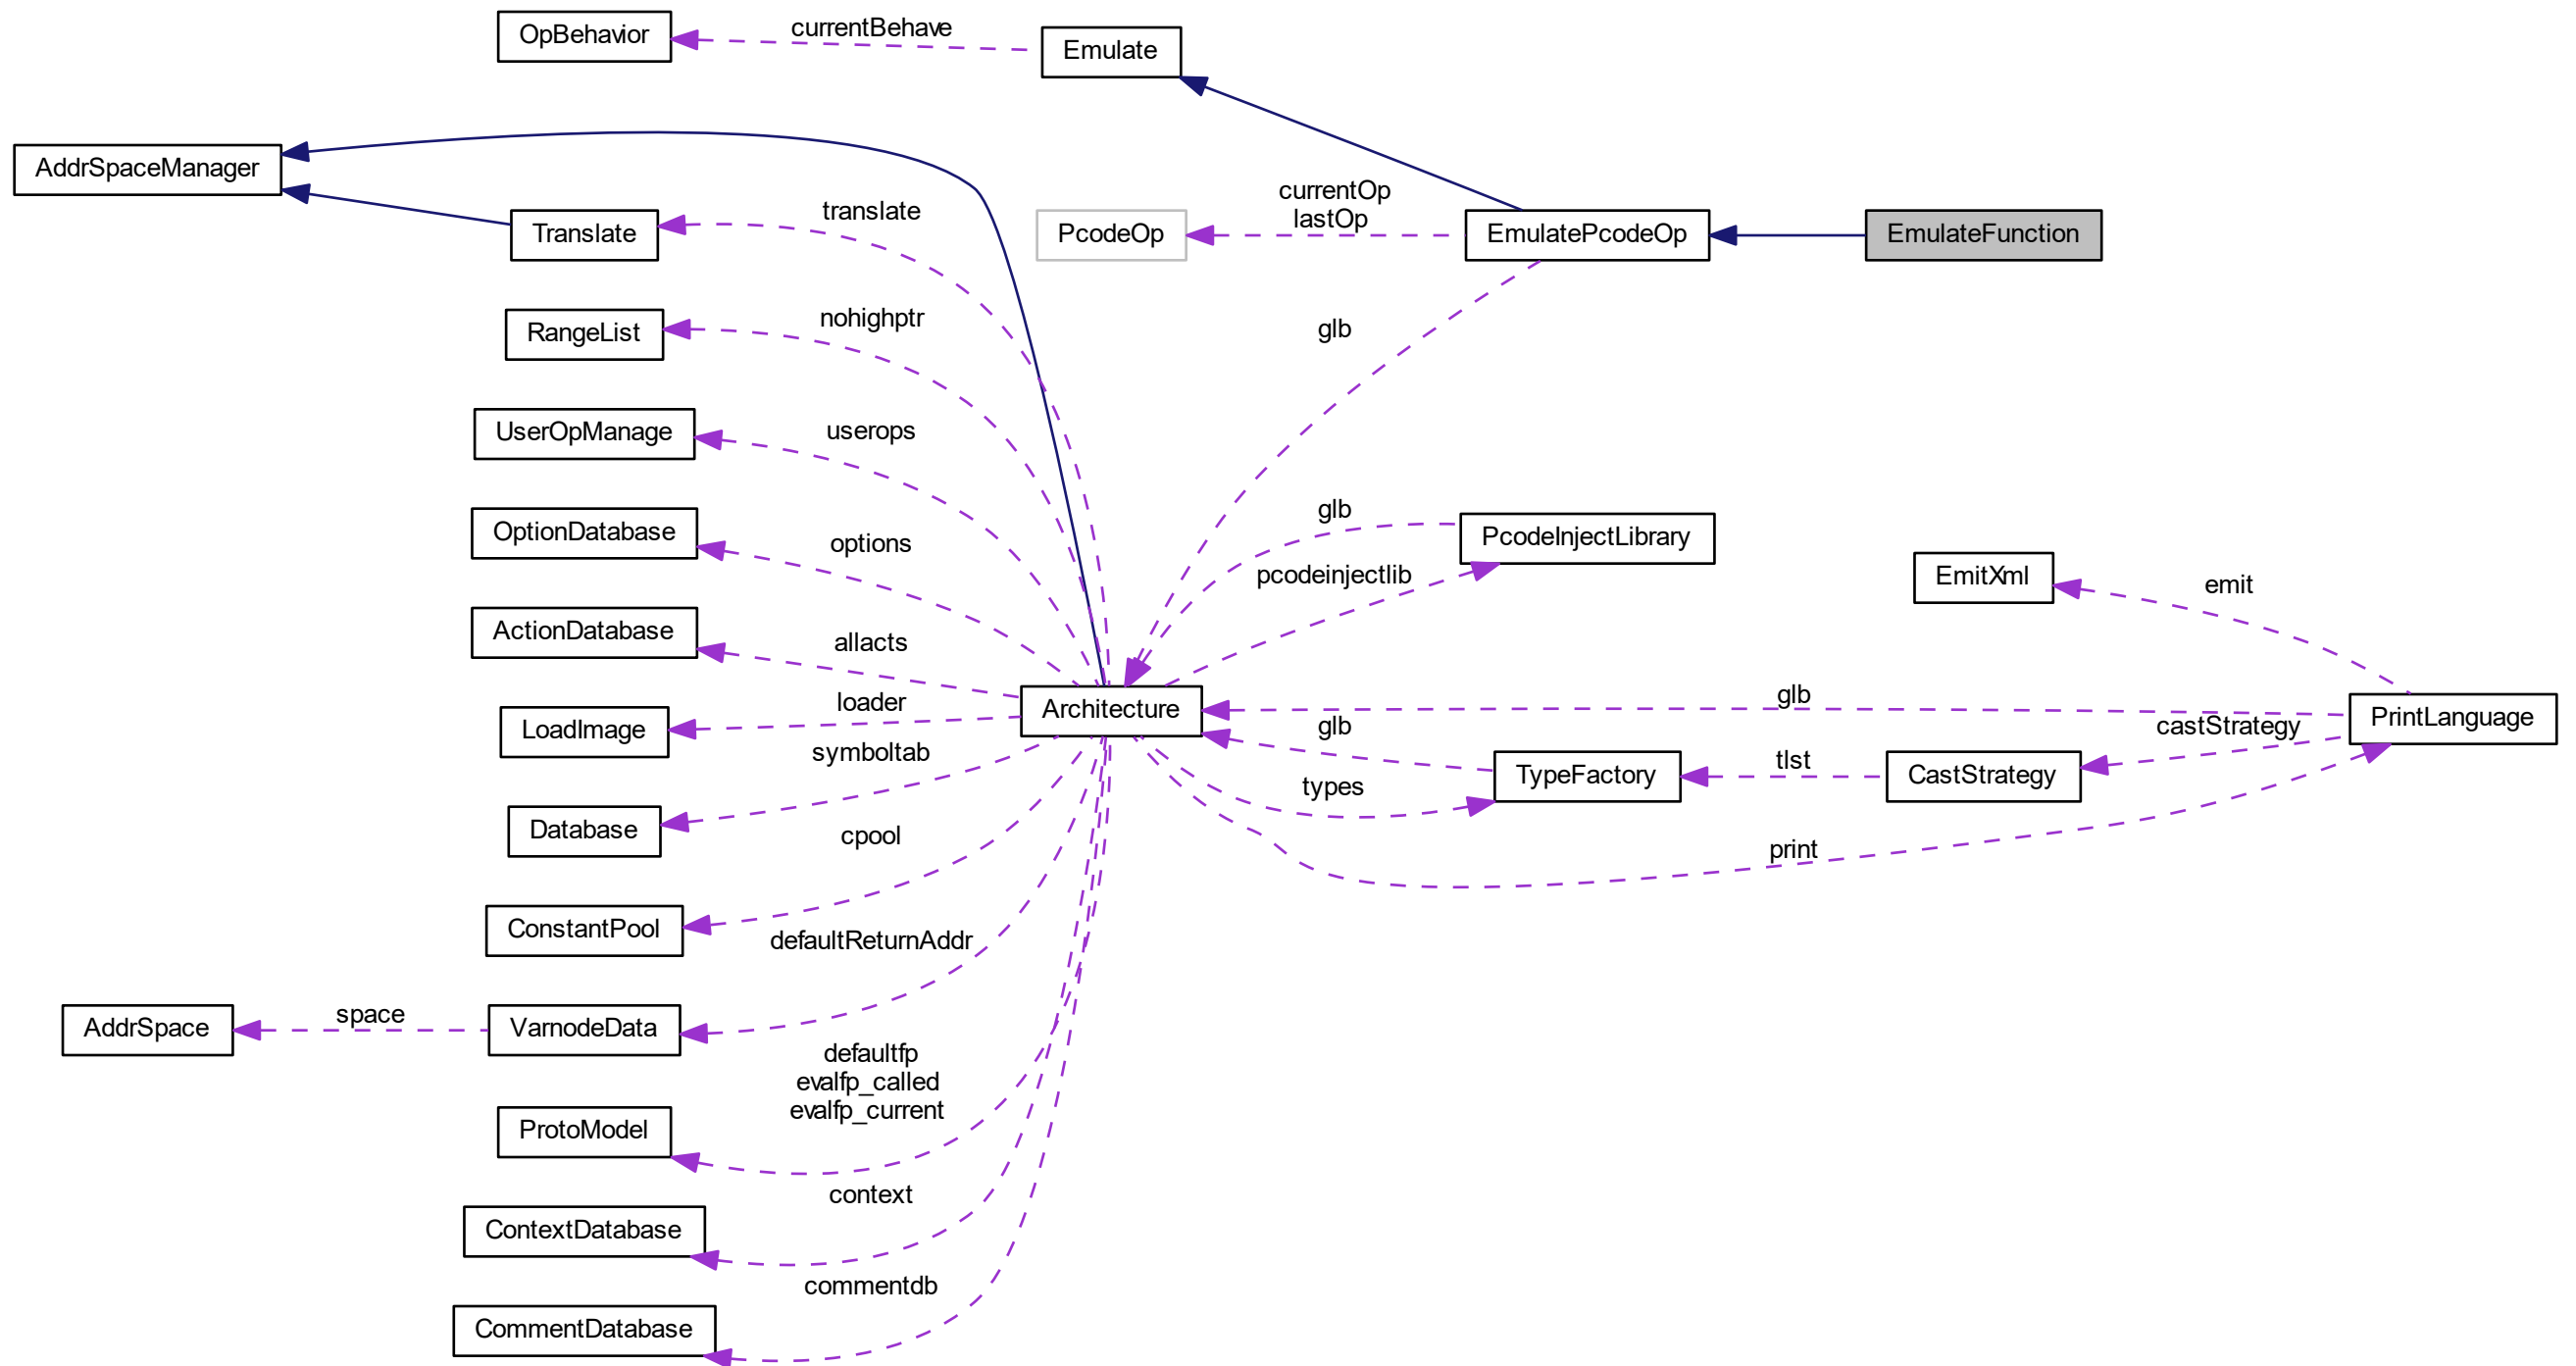 OpBehavior
currentBehave
Emulate
AddrSpaceManager
Translate
translate
currentOp
lastOp
PcodeOp
EmulatePcodeOp
EmulateFunction
RangeList
nohighptr
glb
UserOpManage
userops
OptionDatabase
options
glb
PcodeInjectLibrary
pcodeinjectlib
EmitXml
emit
ActionDatabase
allacts
LoadImage
loader
Architecture
glb
PrintLanguage
glb
castStrategy
symboltab
types
TypeFactory
tlst
CastStrategy
Database
cpool
print
ConstantPool
defaultReturnAddr
AddrSpace
space
VarnodeData
defaultfp
evalfp_called
evalfp_current
ProtoModel
context
ContextDatabase
commentdb
CommentDatabase